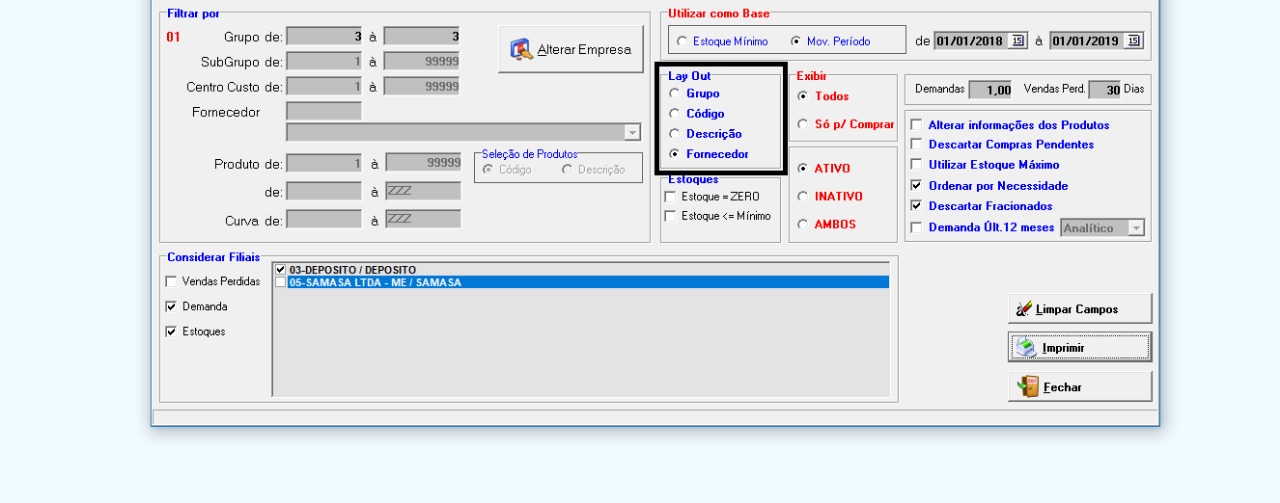 Filtrar por
01 Grupo de: 3 à 3
SubGrupo de: 1 à 99999
Centro Custo de: 1 à 99999
Fornecedor
Alterar Empresa
Produto de: 1 à 99999
Seleção de Produtos
Código Descrição
de: à ZZZ
Curva de: à ZZZ
Utilizar como Base
Estoque Mínimo Mov. Período
de 01/01/2018 15 à 01/01/2019 15
Lay Out
Grupo
Código
Descrição
Fornecedor
Exibir
Todos
Só p/ Comprar
Demandas 1,00 Vendas Perd. 30 Dias
Estoques
Estoque = ZERO
Estoque <= Mínimo
ATIVO
INATIVO
AMBOS
Alterar informações dos Produtos
Descartar Compras Pendentes
Utilizar Estoque Máximo
Ordenar por Necessidade
Descartar Fracionados
Demanda Últ.12 meses Analítico
Considerar Filiais
Vendas Perdidas
Demanda
Estoques
03-DEPOSITO / DEPOSITO
05-SAMASA LTDA - ME / SAMASA
Limpar Campos
Imprimir
Fechar